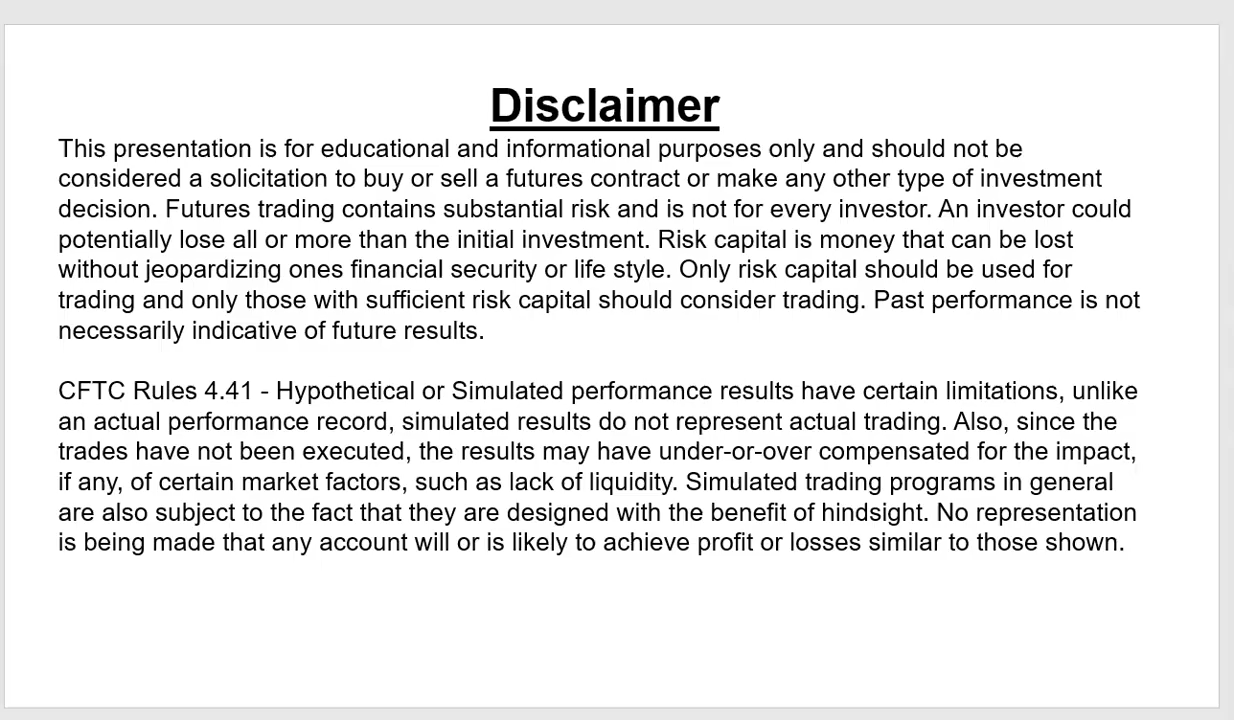 Disclaimer
This presentation is for educational and informational purposes only and should not be
considered a solicitation to buy or sell a futures contract or make any other type of investment
decision. Futures trading contains substantial risk and is not for every investor. An investor could
potentially lose all or more than the initial investment. Risk capital is money that can be lost
without jeopardizing ones financial security or life style. Only risk capital should be used for
trading and only those with sufficient risk capital should consider trading. Past performance is not
necessarily indicative of future results.
CFTC Rules 4.41 - Hypothetical or Simulated performance results have certain limitations, unlike
an actual performance record, simulated results do not represent actual trading. Also, since the
trades have not been executed, the results may have under-or-over compensated for the impact,
if any, of certain market factors, such as lack of liquidity. Simulated trading programs in general
are also subject to the fact that they are designed with the benefit of hindsight. No representation
is being made that any account will or is likely to achieve profit or losses similar to those shown.